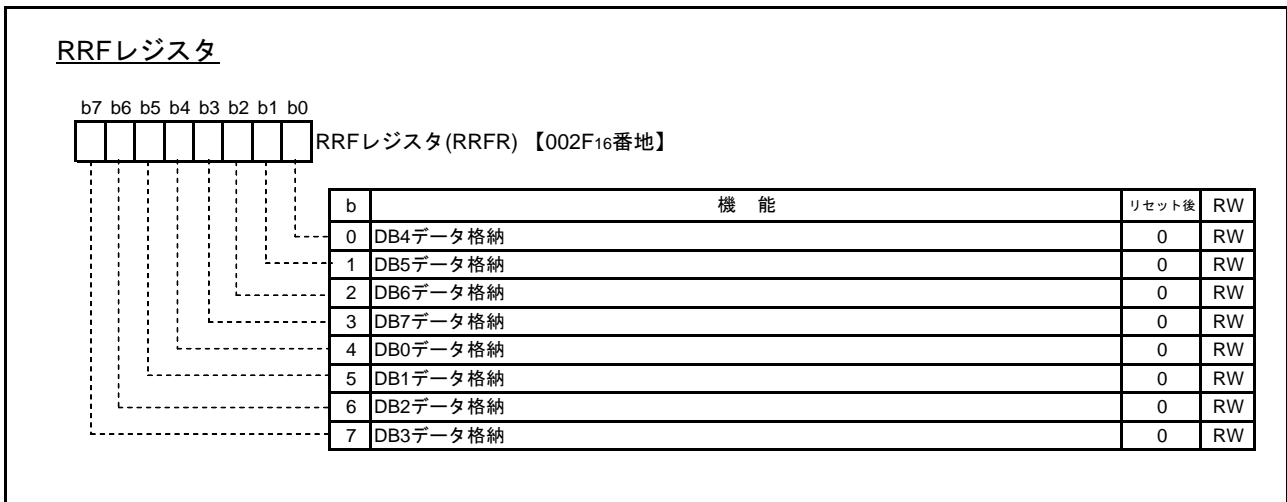 RRFレジスタ
b7 b6 b5 b4 b3 b2 b1 b0
RRFレジスタ(RRFR) 【002F16番地】
b 機 能 リセット後 RW
0 DB4データ格納 0 RW
1 DB5データ格納 0 RW
2 DB6データ格納 0 RW
3 DB7データ格納 0 RW
4 DB0データ格納 0 RW
5 DB1データ格納 0 RW
6 DB2データ格納 0 RW
7 DB3データ格納 0 RW